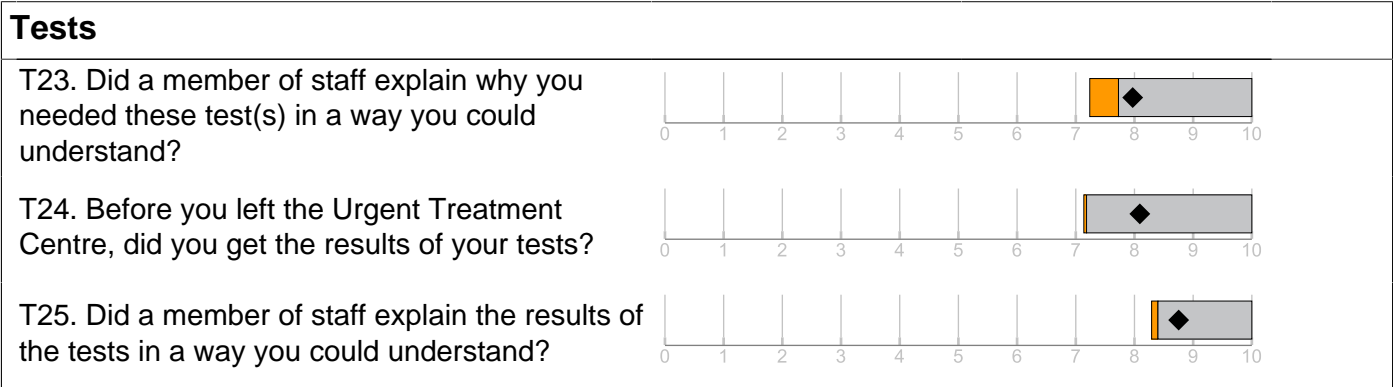 Tests
T23. Did a member of staff explain why you
needed these test(s) in a way you could
understand?
0 1 2 3 4 5 6 7 8 9 10
T24. Before you left the Urgent Treatment
Centre, did you get the results of your tests?
0 1 2 3 4 5 6 7 8 9 10
T25. Did a member of staff explain the results of
the tests in a way you could understand?
0 1 2 3 4 5 6 7 8 9 10